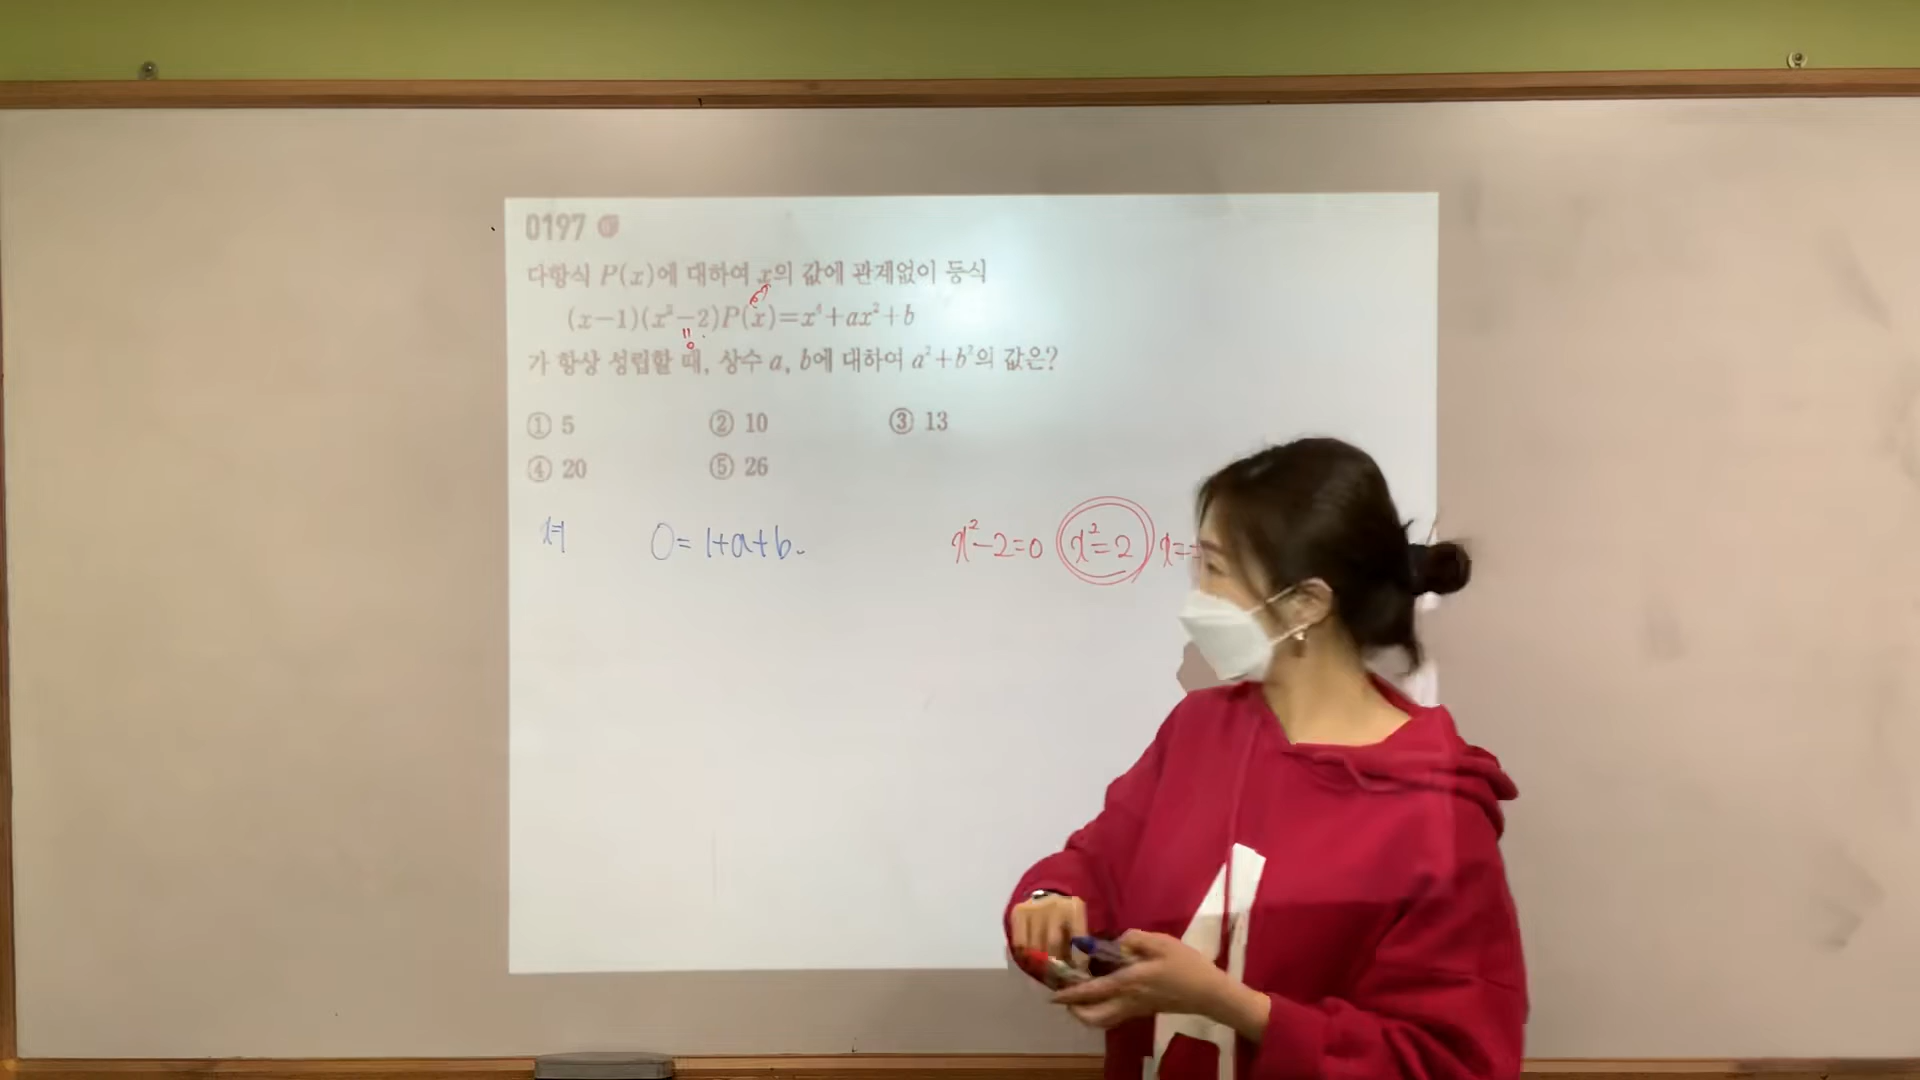 0197
다항식 P(x)에 대하여 x의 값에 관계없이 등식
(x−1)(x²−2)P(x)=x⁴+ax²+b
가 항상 성립할 때, 상수 a, b에 대하여 a²+b²의 값은?
① 5 ② 10 ③ 13
④ 20 ⑤ 26
x=1 0=1+a+b. x²-2=0 x²=2 x=